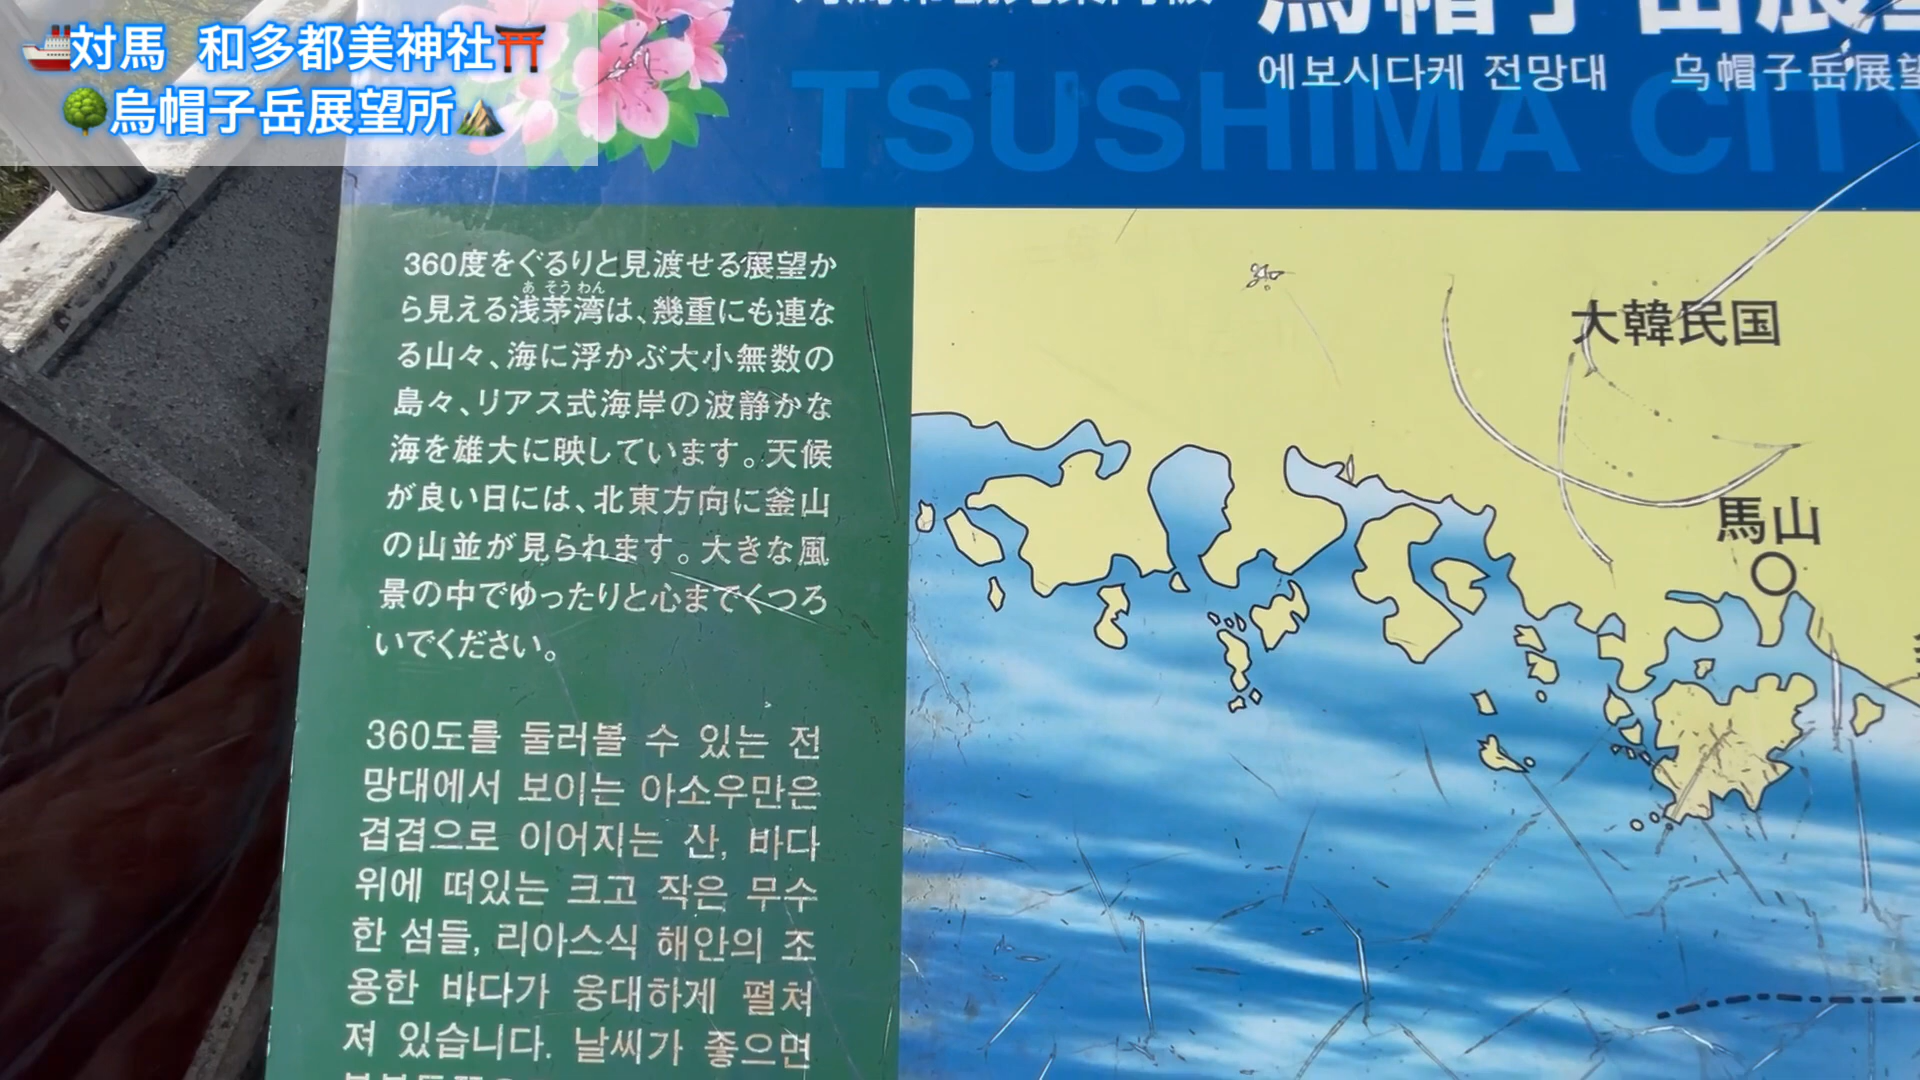 対馬 和多都美神社
烏帽子岳展望所
에보시다케 전망대 乌帽子岳展望
TSUSHIMA CITY
360度をぐるりと見渡せる展望か
ら見える浅茅湾は、幾重にも連な
あそうわん
る山々、海に浮かぶ大小無数の
島々、リアス式海岸の波静かな
海を雄大に映しています。天候
が良い日には、北東方向に釜山
の山並が見られます。大きな風
景の中でゆったりと心までくつろ
いでください。
360도를 둘러볼 수 있는 전
망대에서 보이는 아소우만은
겹겹으로 이어지는 산, 바다
위에 떠있는 크고 작은 무수
한 섬들, 리아스식 해안의 조
용한 바다가 웅대하게 펼쳐
져 있습니다. 날씨가 좋으면
大韓民国
馬山